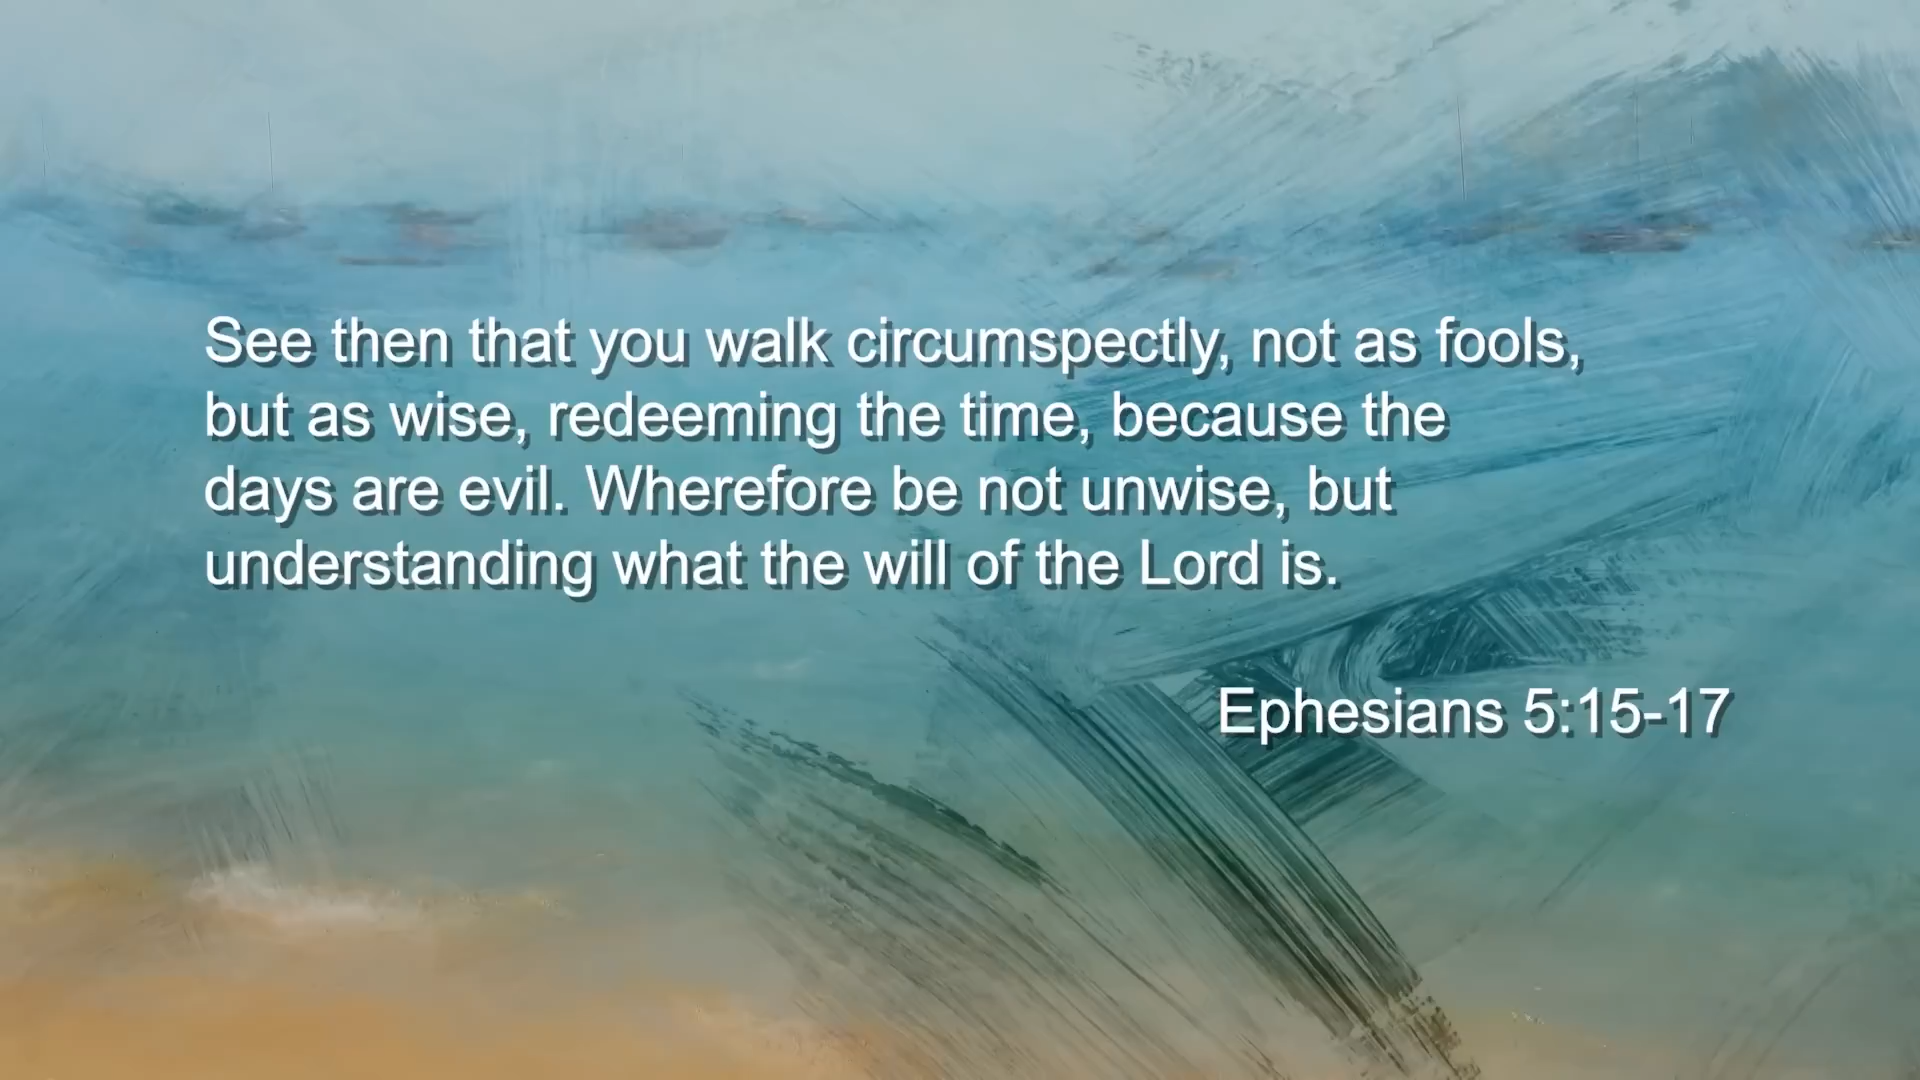 See then that you walk circumspectly, not as fools,
but as wise, redeeming the time, because the
days are evil. Wherefore be not unwise, but
understanding what the will of the Lord is.
Ephesians 5:15-17